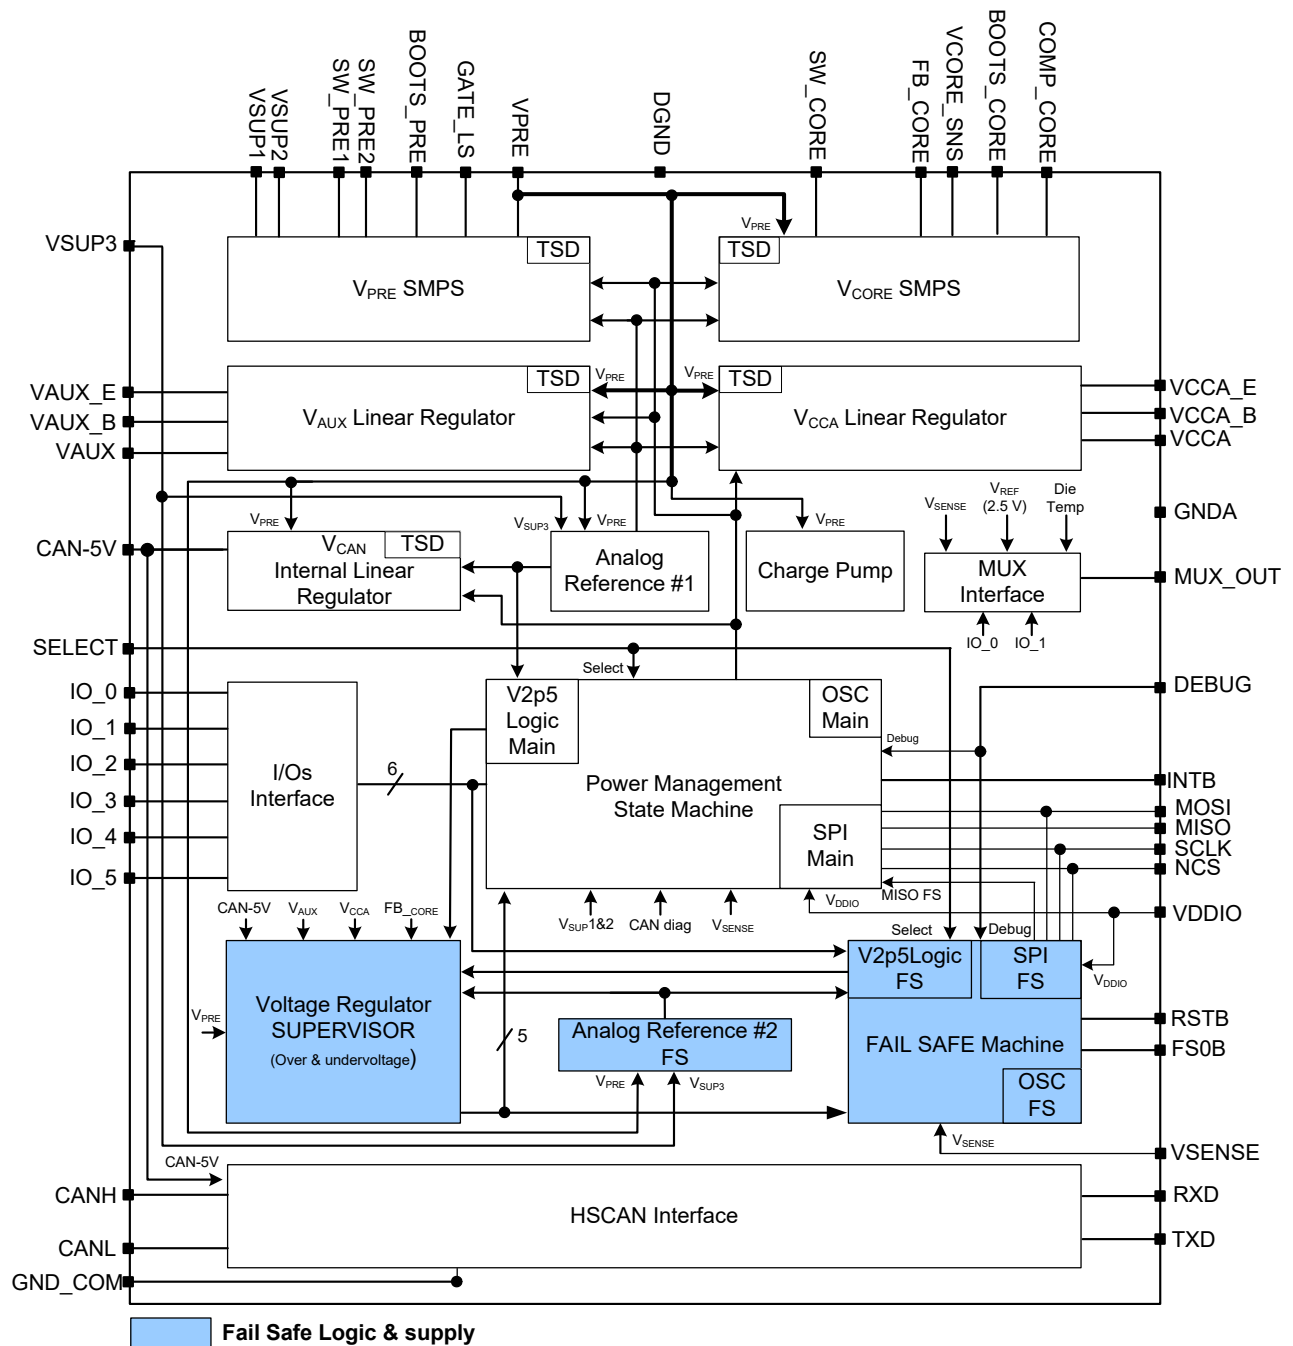 VSUP1
VSUP2
SW_PRE1
SW_PRE2
BOOTS_PRE
GATE_LS
VPRE
DGND
SW_CORE
FB_CORE
VCORE_SNS
BOOTS_CORE
COMP_CORE
VSUP3
VPRE
TSD
TSD
VPRE SMPS
VCORE SMPS
VAUX_E
VAUX_B
VAUX
TSD
VPRE
VPRE
TSD
VAUX Linear Regulator
VCCA Linear Regulator
VCCA_E
VCCA_B
VCCA
VSENSE
VREF
(2.5 V)
Die
Temp
GNDA
VPRE
VSUP3
VPRE
VPRE
CAN-5V
VCAN
TSD
Internal Linear
Regulator
Analog
Reference #1
Charge Pump
MUX
Interface
MUX_OUT
IO_0
IO_1
SELECT
Select
IO_0
IO_1
IO_2
IO_3
IO_4
IO_5
I/Os
Interface
6
V2p5
Logic
Main
OSC
Main
Power Management
State Machine
SPI
Main
Debug
DEBUG
INTB
MOSI
MISO
SCLK
NCS
MISO FS
VDDIO
VDDIO
CAN-5V
VAUX
VCCA
FB_CORE
VSUP1&2
CAN diag
VSENSE
Select
Debug
VPRE
Voltage Regulator
SUPERVISOR
(Over & undervoltage)
5
Analog Reference #2
FS
VPRE
VSUP3
V2p5Logic
FS
SPI
FS
VDDIO
FAIL SAFE Machine
OSC
FS
RSTB
FS0B
VSENSE
VSENSE
CAN-5V
CANH
CANL
GND_COM
HSCAN Interface
RXD
TXD
Fail Safe Logic & supply